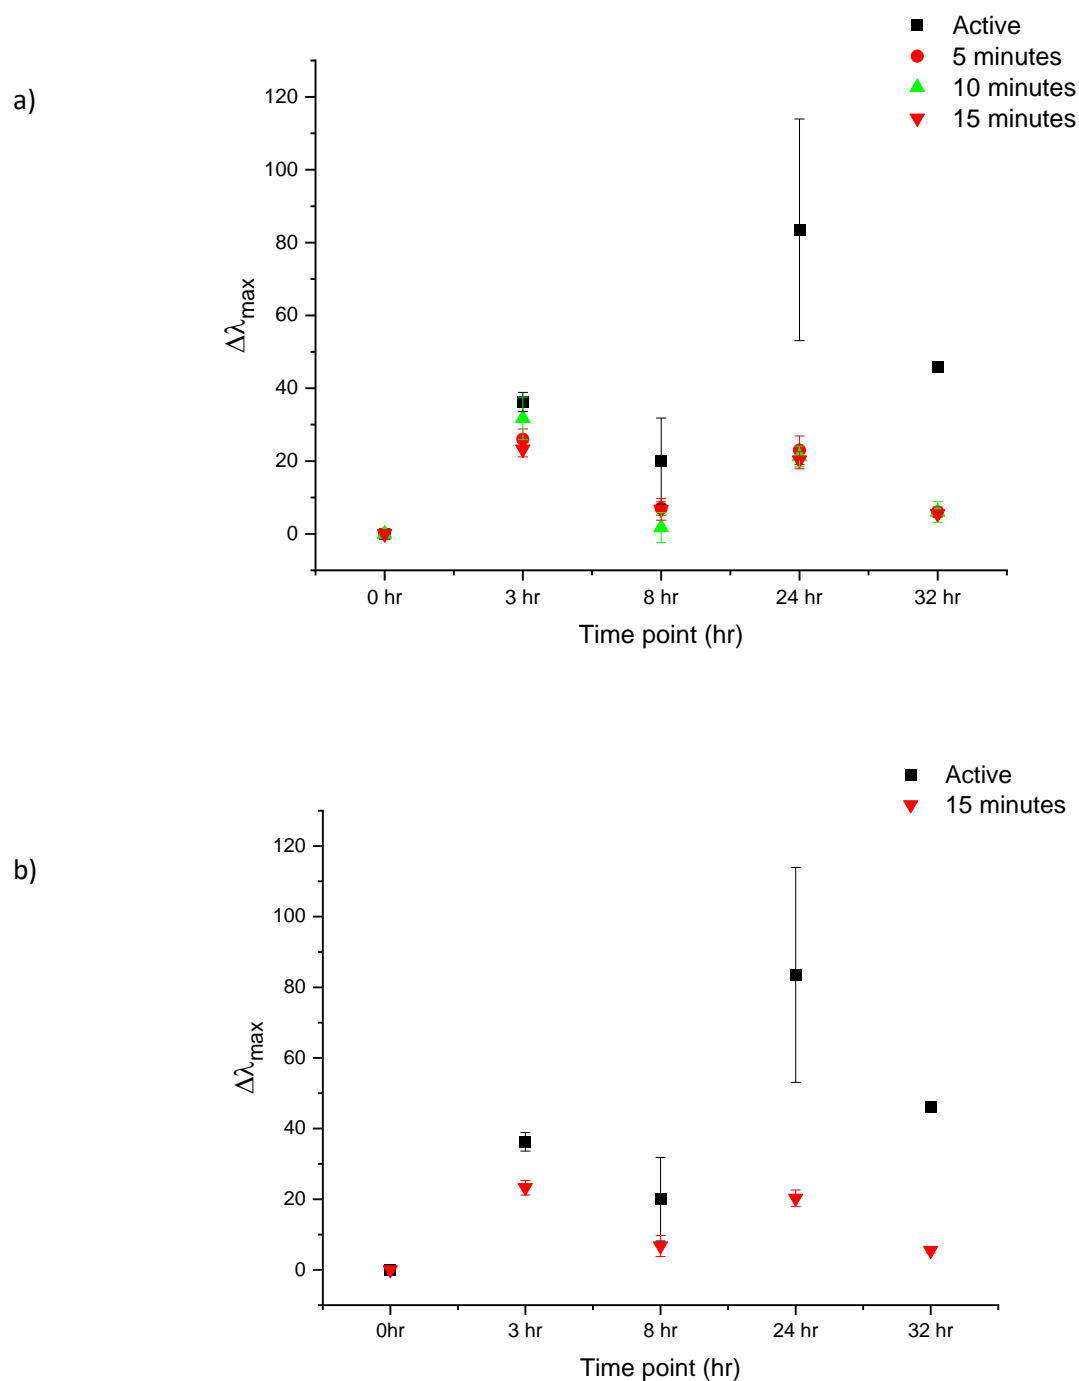 Active
5 minutes
10 minutes
15 minutes
a)
120
100
80
60
40
20
0
Δλmax
0 hr
3 hr
8 hr
24 hr
32 hr
Time point (hr)
Active
15 minutes
b)
120
100
80
60
40
20
0
Δλmax
0hr
3 hr
8 hr
24 hr
32 hr
Time point (hr)